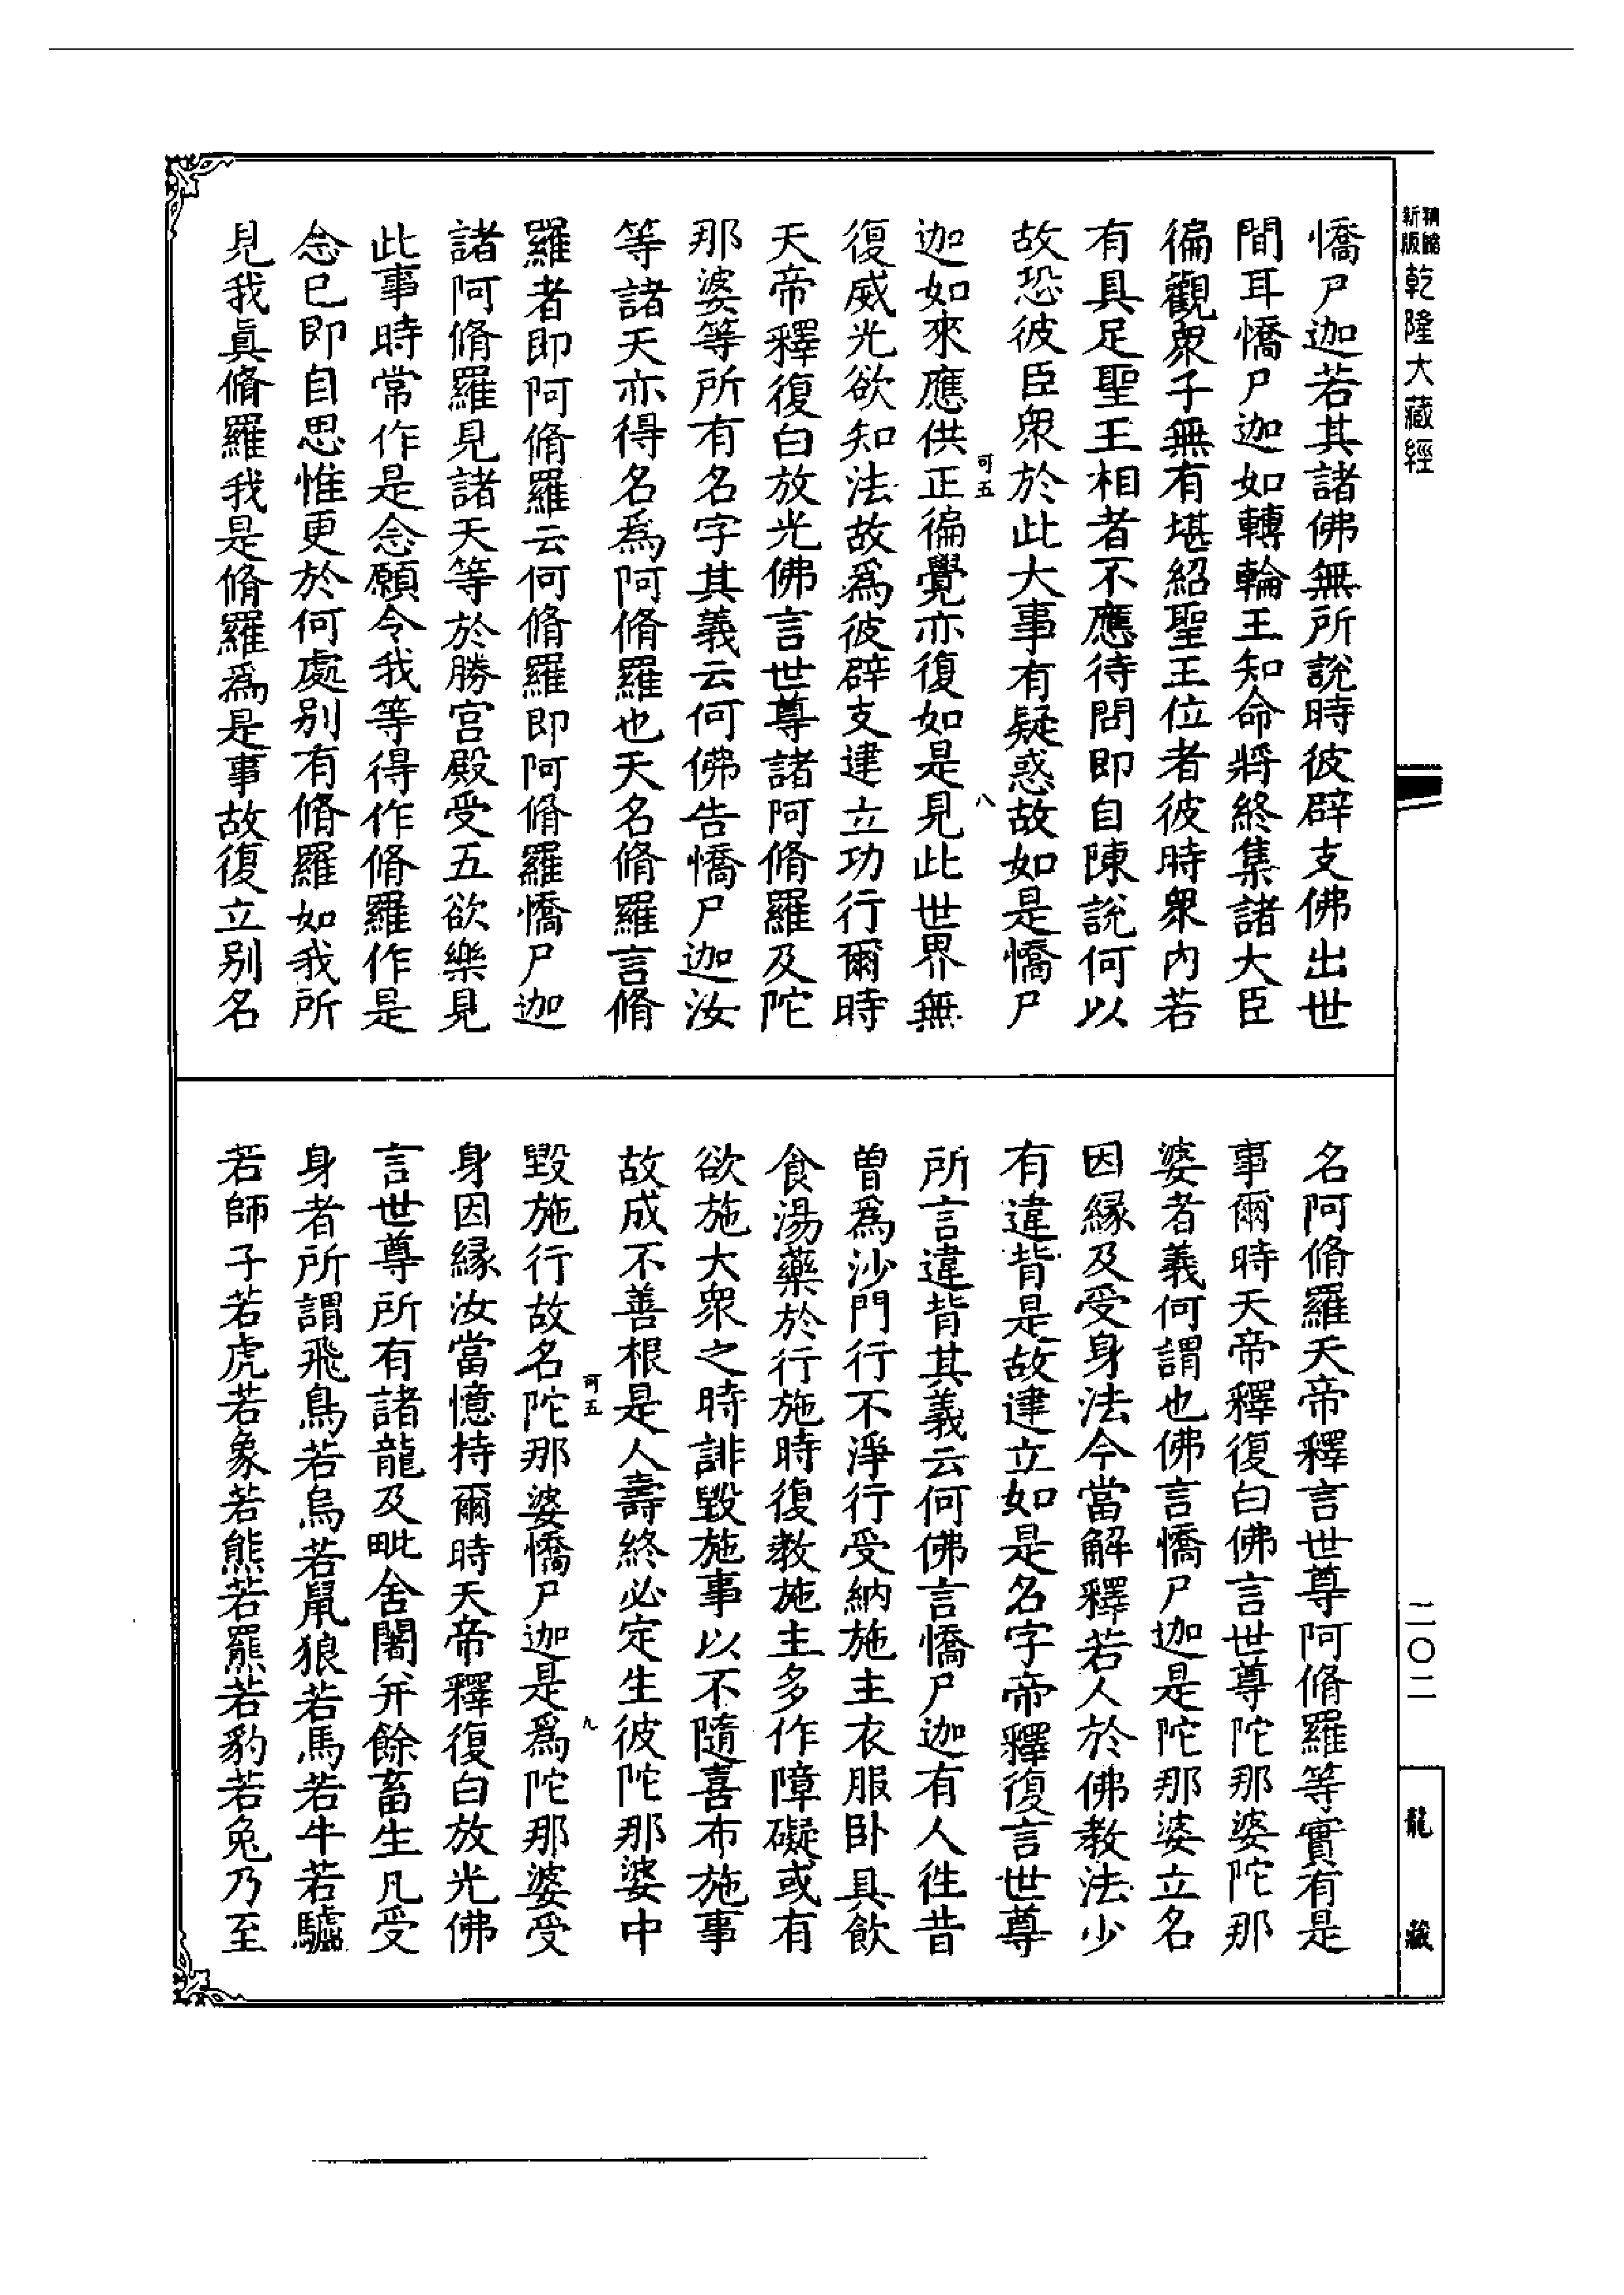 精縮
新版
乾隆大藏經
憍尸迦若其諸佛無所說時彼辟支佛出世
間耳憍尸迦如轉輪王知命將終集諸大臣
徧觀衆子無有堪紹聖王位者彼時衆內若
有具足聖王相者不應待問即自陳說何以
故恐彼臣衆於此大事有疑惑故如是憍尸
可五
八
迦如來應供正徧覺亦復如是見此世界無
復威光欲知法故爲彼辟支建立功行爾時
天帝釋復白放光佛言世尊諸阿脩羅及陀
那婆等所有名字其義云何佛告憍尸迦汝
等諸天亦得名爲阿脩羅也天名脩羅言脩
羅者即阿脩羅云何脩羅即阿脩羅憍尸迦
諸阿脩羅見諸天等於勝宮殿受五欲樂見
此事時常作是念願令我等得作脩羅作是
念已即自思惟更於何處別有脩羅如我所
見我眞脩羅我是脩羅爲是事故復立別名
名阿脩羅天帝釋言世尊阿脩羅等實有是
事爾時天帝釋復白佛言世尊陀那婆陀那
婆者義何謂也佛言憍尸迦是陀那婆立名
因緣及受身法今當解釋若人於佛教法少
有違背是故建立如是名字帝釋復言世尊
所言違背其義云何佛言憍尸迦有人往昔
曾爲沙門行不淨行受納施主衣服卧具飲
食湯藥於行施時復教施主多作障礙或有
欲施大衆之時誹毀施事以不隨喜布施事
故成不善根是人壽終必定生彼陀那婆中
可五
九
毀施行故名陀那婆憍尸迦是爲陀那婆受
身因緣汝當憶持爾時天帝釋復白放光佛
言世尊所有諸龍及毗舍闍并餘畜生凡受
身者所謂飛鳥若烏若鼠狼若馬若牛若驢
若師子若虎若象若熊若羆若豹若兔乃至
二〇二
龍藏